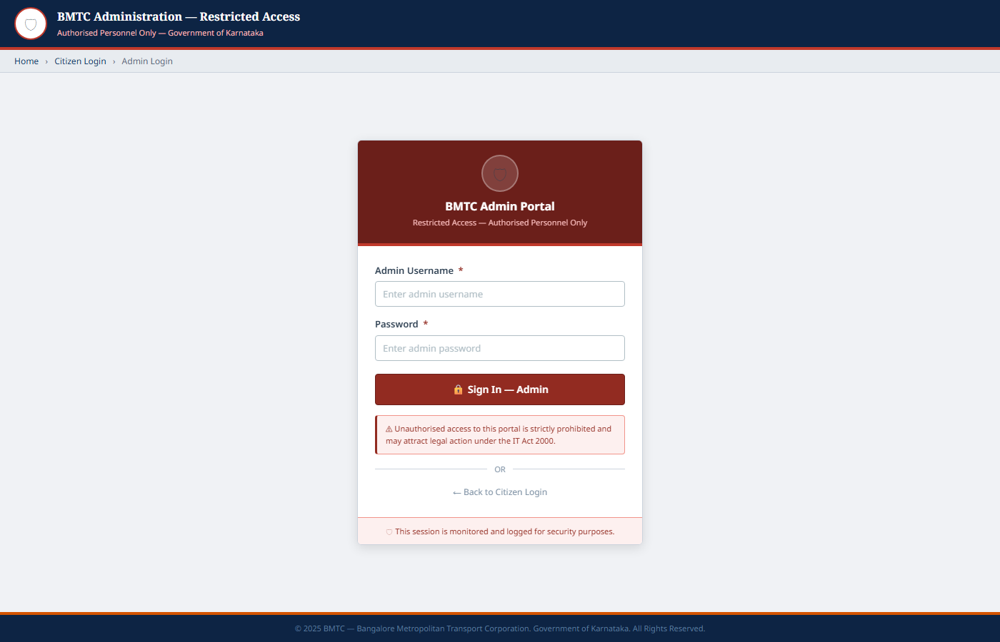 BMTC Administration — Restricted Access
Authorised Personnel Only — Government of Karnataka
Home › Citizen Login › Admin Login
BMTC Admin Portal
Restricted Access — Authorised Personnel Only
Admin Username *
Enter admin username
Password *
Enter admin password
🔒 Sign In — Admin
⚠ Unauthorised access to this portal is strictly prohibited and
may attract legal action under the IT Act 2000.
OR
← Back to Citizen Login
🛡 This session is monitored and logged for security purposes.
© 2025 BMTC — Bangalore Metropolitan Transport Corporation. Government of Karnataka. All Rights Reserved.